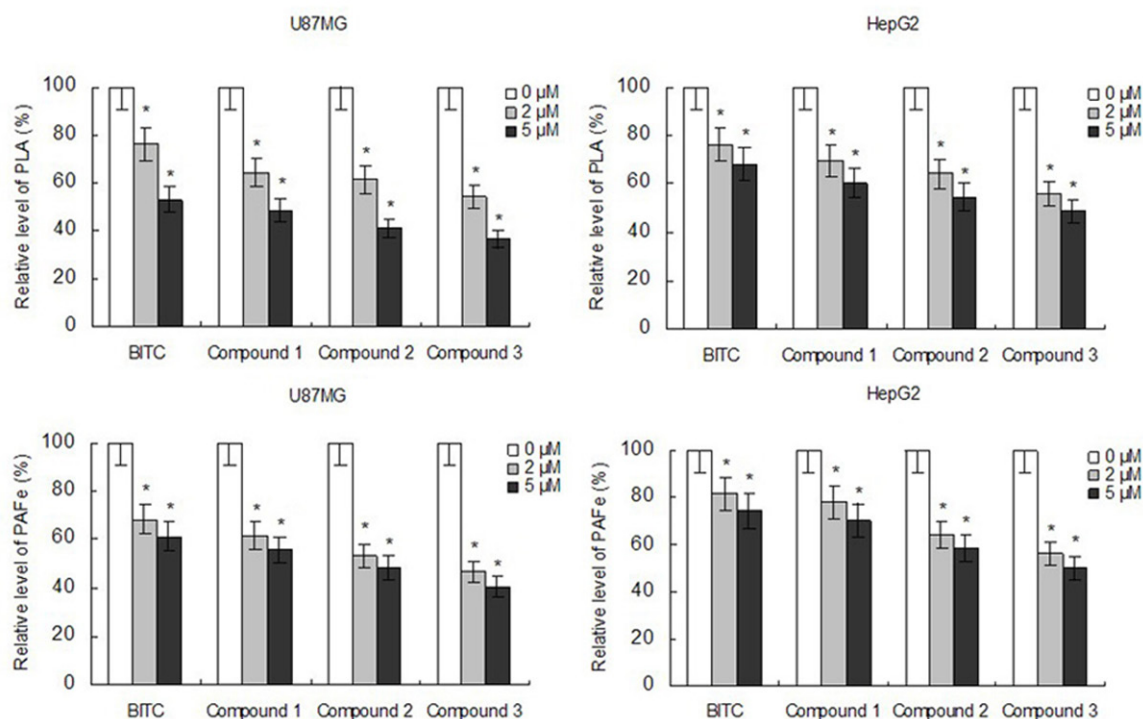 U87MG
Relative level of PLA (%)
100
80
60
40
20
0
* * * * * * * *
0 µM
2 µM
5 µM
BITC Compound 1 Compound 2 Compound 3
HepG2
Relative level of PLA (%)
100
80
60
40
20
0
* * * * * * * *
0 µM
2 µM
5 µM
BITC Compound 1 Compound 2 Compound 3
U87MG
Relative level of PAFe (%)
100
80
60
40
20
0
* * * * * * * *
0 µM
2 µM
5 µM
BITC Compound 1 Compound 2 Compound 3
HepG2
Relative level of PAFe (%)
100
80
60
40
20
0
* * * * * * * *
0 µM
2 µM
5 µM
BITC Compound 1 Compound 2 Compound 3